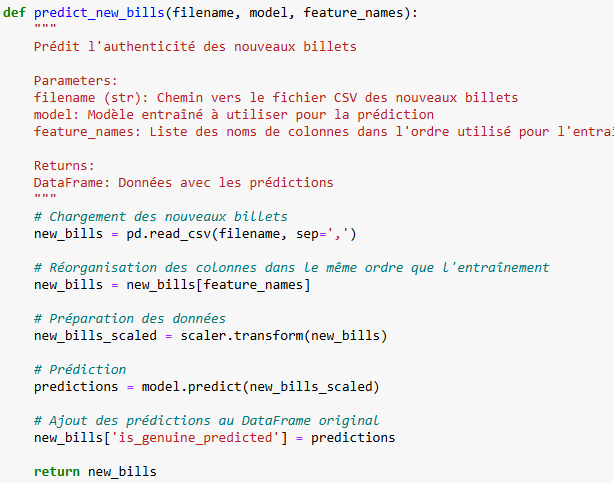 def predict_new_bills(filename, model, feature_names):
"""
Prédit l'authenticité des nouveaux billets
Parameters:
filename (str): Chemin vers le fichier CSV des nouveaux billets
model: Modèle entraîné à utiliser pour la prédiction
feature_names: Liste des noms de colonnes dans l'ordre utilisé pour l'entraî
Returns:
DataFrame: Données avec les prédictions
"""
# Chargement des nouveaux billets
new_bills = pd.read_csv(filename, sep=',')
# Réorganisation des colonnes dans le même ordre que l'entraînement
new_bills = new_bills[feature_names]
# Préparation des données
new_bills_scaled = scaler.transform(new_bills)
# Prédiction
predictions = model.predict(new_bills_scaled)
# Ajout des prédictions au DataFrame original
new_bills['is_genuine_predicted'] = predictions
return new_bills